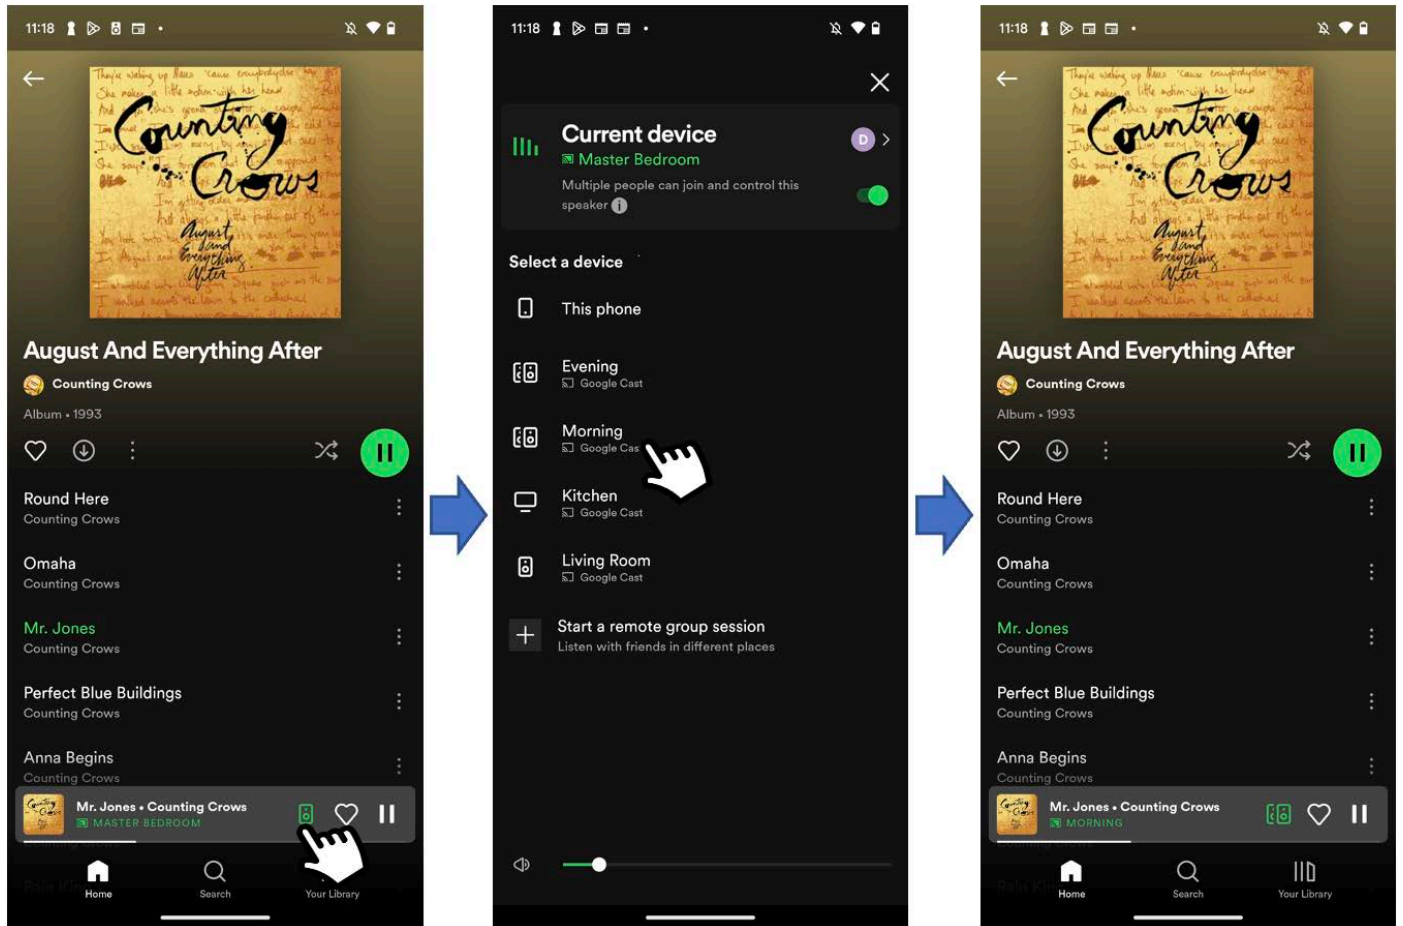 11:18
Counting
Crows
August
and
Everything
After
August And Everything After
Counting Crows
Album • 1993
Round Here
Counting Crows
Omaha
Counting Crows
Mr. Jones
Counting Crows
Perfect Blue Buildings
Counting Crows
Anna Begins
Counting Crows
Mr. Jones • Counting Crows
MASTER BEDROOM
Home
Search
Your Library
11:18
Current device
D
Master Bedroom
Multiple people can join and control this
speaker
Select a device
This phone
Evening
Google Cast
Morning
Google Cas
Kitchen
Google Cast
Living Room
Google Cast
Start a remote group session
Listen with friends in different places
11:18
Counting
Crows
August
and
Everything
After
August And Everything After
Counting Crows
Album • 1993
Round Here
Counting Crows
Omaha
Counting Crows
Mr. Jones
Counting Crows
Perfect Blue Buildings
Counting Crows
Anna Begins
Counting Crows
Mr. Jones • Counting Crows
MORNING
Home
Search
Your Library